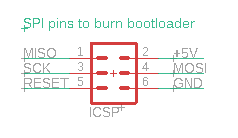 SPI pins to burn bootloader
MISO 1 2 +5V
SCK 3 4 MOSI
RESET 5 6 GND
ICSP